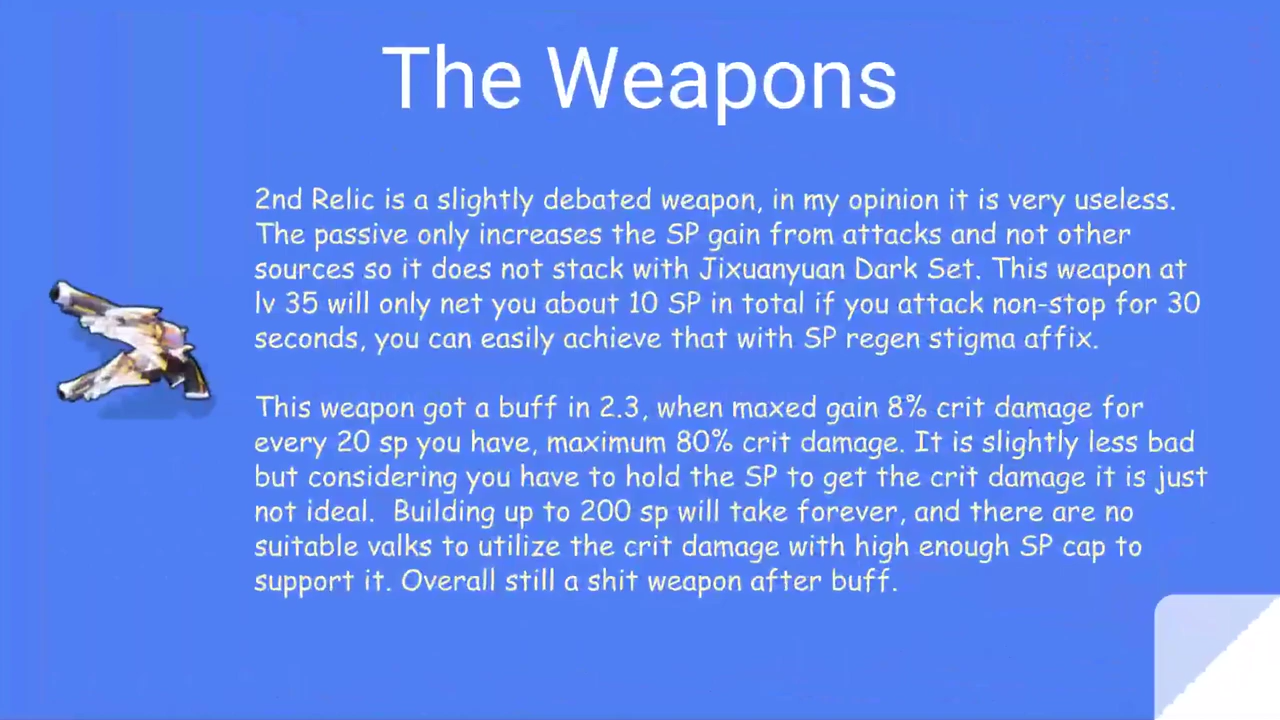 The Weapons
2nd Relic is a slightly debated weapon, in my opinion it is very useless.
The passive only increases the SP gain from attacks and not other
sources so it does not stack with Jixuanyuan Dark Set. This weapon at
lv 35 will only net you about 10 SP in total if you attack non-stop for 30
seconds, you can easily achieve that with SP regen stigma affix.
This weapon got a buff in 2.3, when maxed gain 8% crit damage for
every 20 sp you have, maximum 80% crit damage. It is slightly less bad
but considering you have to hold the SP to get the crit damage it is just
not ideal.  Building up to 200 sp will take forever, and there are no
suitable valks to utilize the crit damage with high enough SP cap to
support it. Overall still a shit weapon after buff.